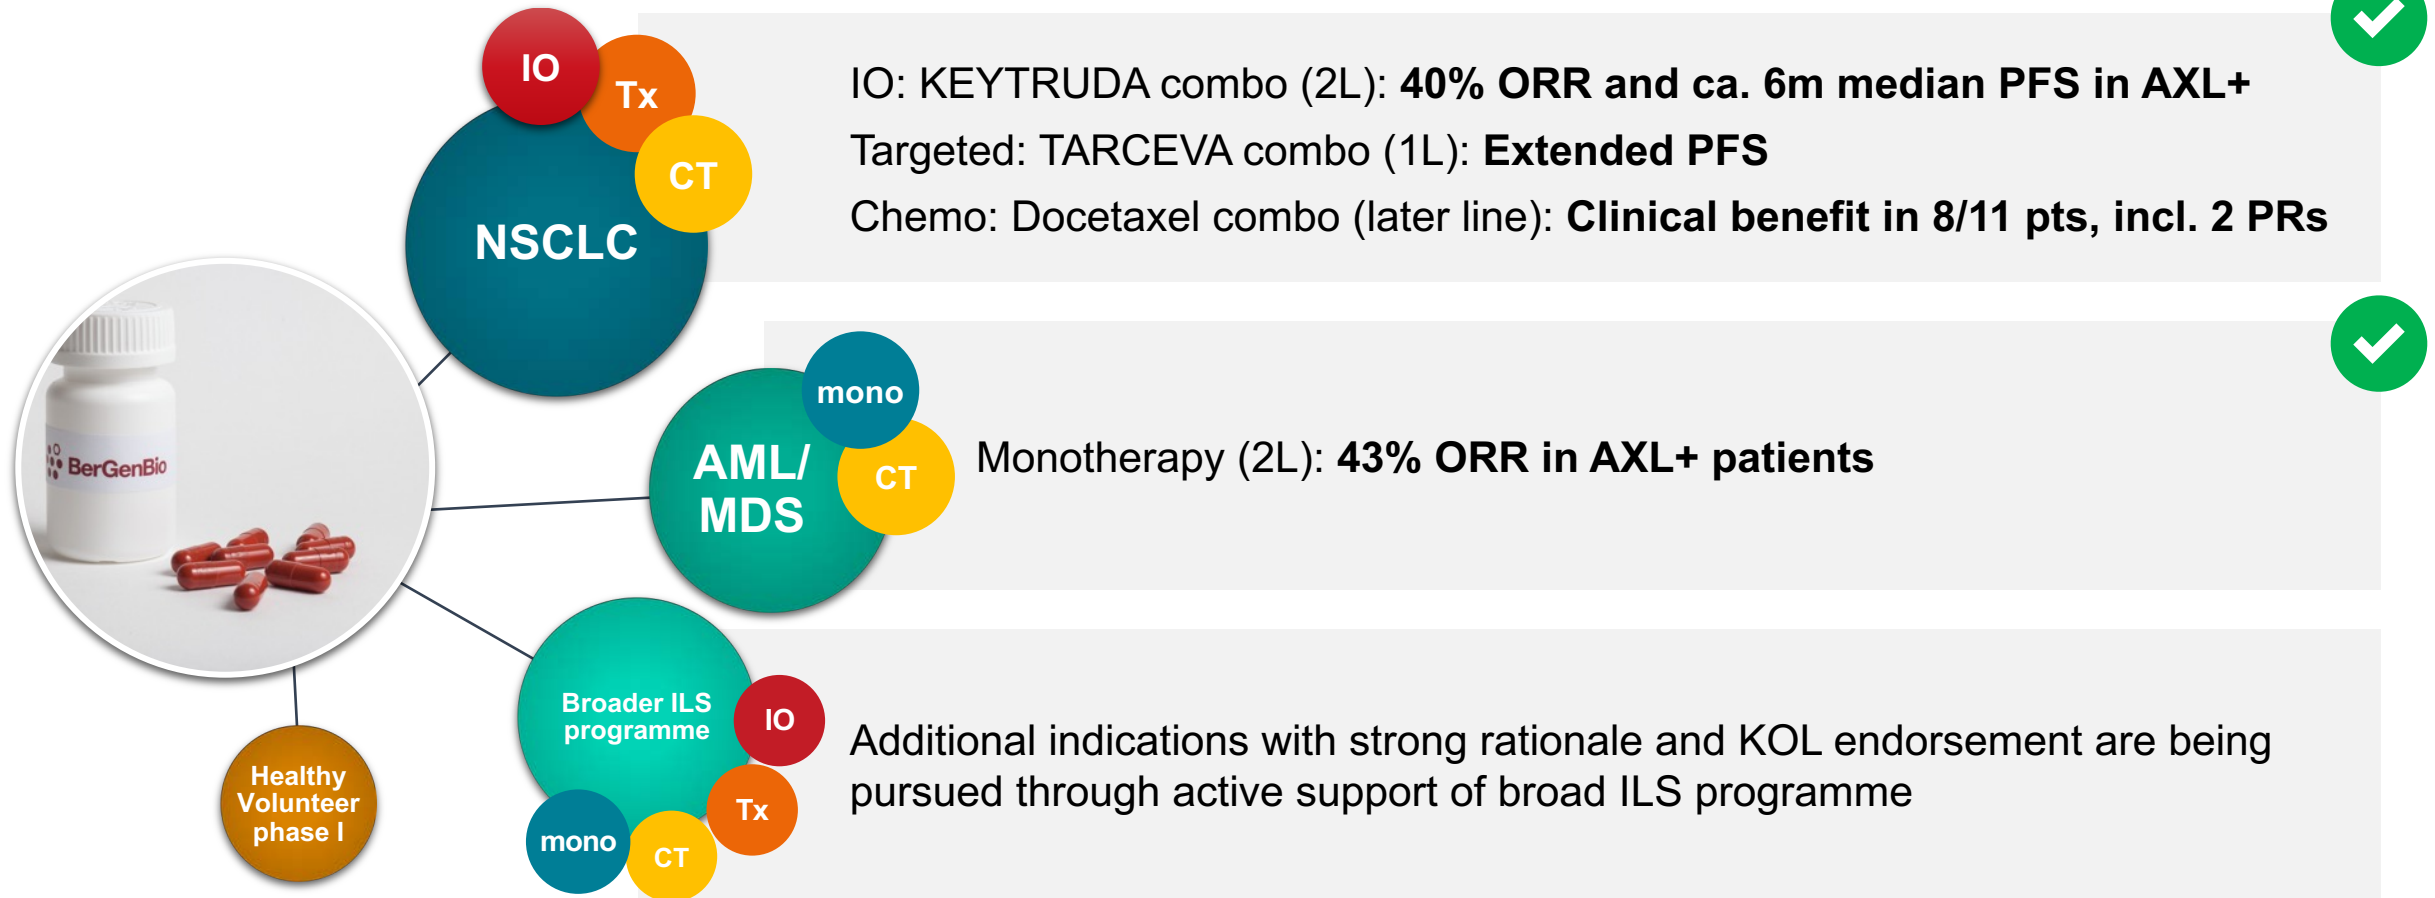 IO
Tx
CT
NSCLC
IO: KEYTRUDA combo (2L): 40% ORR and ca. 6m median PFS in AXL+
Targeted: TARCEVA combo (1L): Extended PFS
Chemo: Docetaxel combo (later line): Clinical benefit in 8/11 pts, incl. 2 PRs
BerGenBio
mono
CT
AML/
MDS
Monotherapy (2L): 43% ORR in AXL+ patients
Broader ILS
programme
IO
Tx
CT
mono
Additional indications with strong rationale and KOL endorsement are being
pursued through active support of broad ILS programme
Healthy
Volunteer
phase I